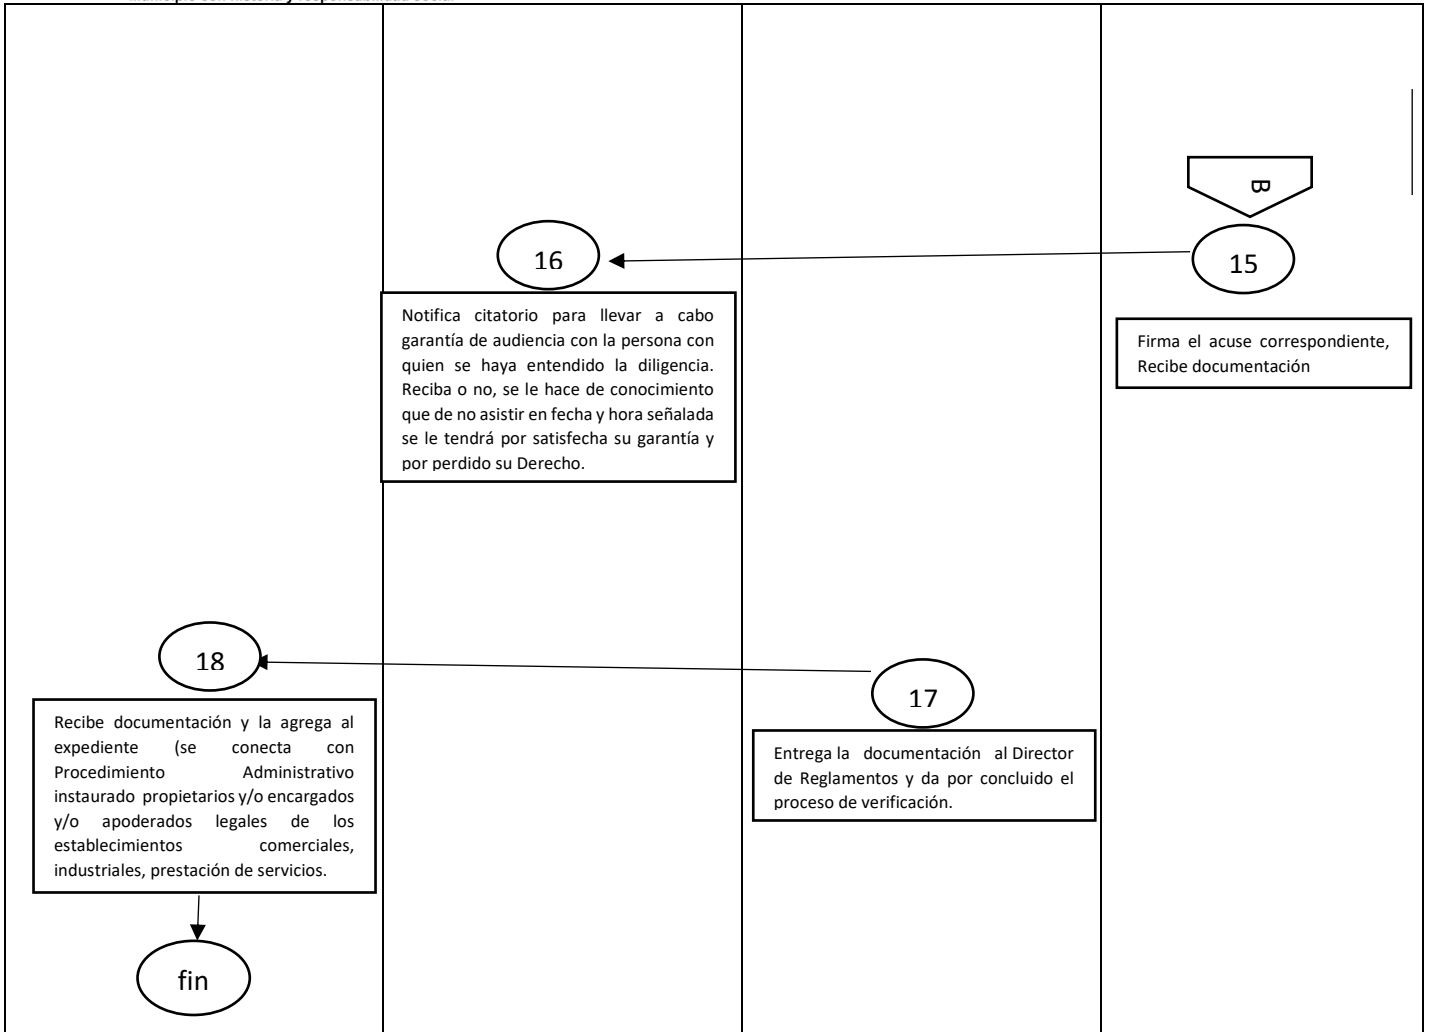 B
16
15
Notifica citatorio para llevar a cabo
garantía de audiencia con la persona con
quien se haya entendido la diligencia.
Reciba o no, se le hace de conocimiento
que de no asistir en fecha y hora señalada
se le tendrá por satisfecha su garantía y
por perdido su Derecho.
Firma el acuse correspondiente,
Recibe documentación
18
17
Recibe documentación y la agrega al
expediente (se conecta con
Procedimiento Administrativo
instaurado propietarios y/o encargados
y/o apoderados legales de los
establecimientos comerciales,
industriales, prestación de servicios.
Entrega la documentación al Director
de Reglamentos y da por concluido el
proceso de verificación.
fin